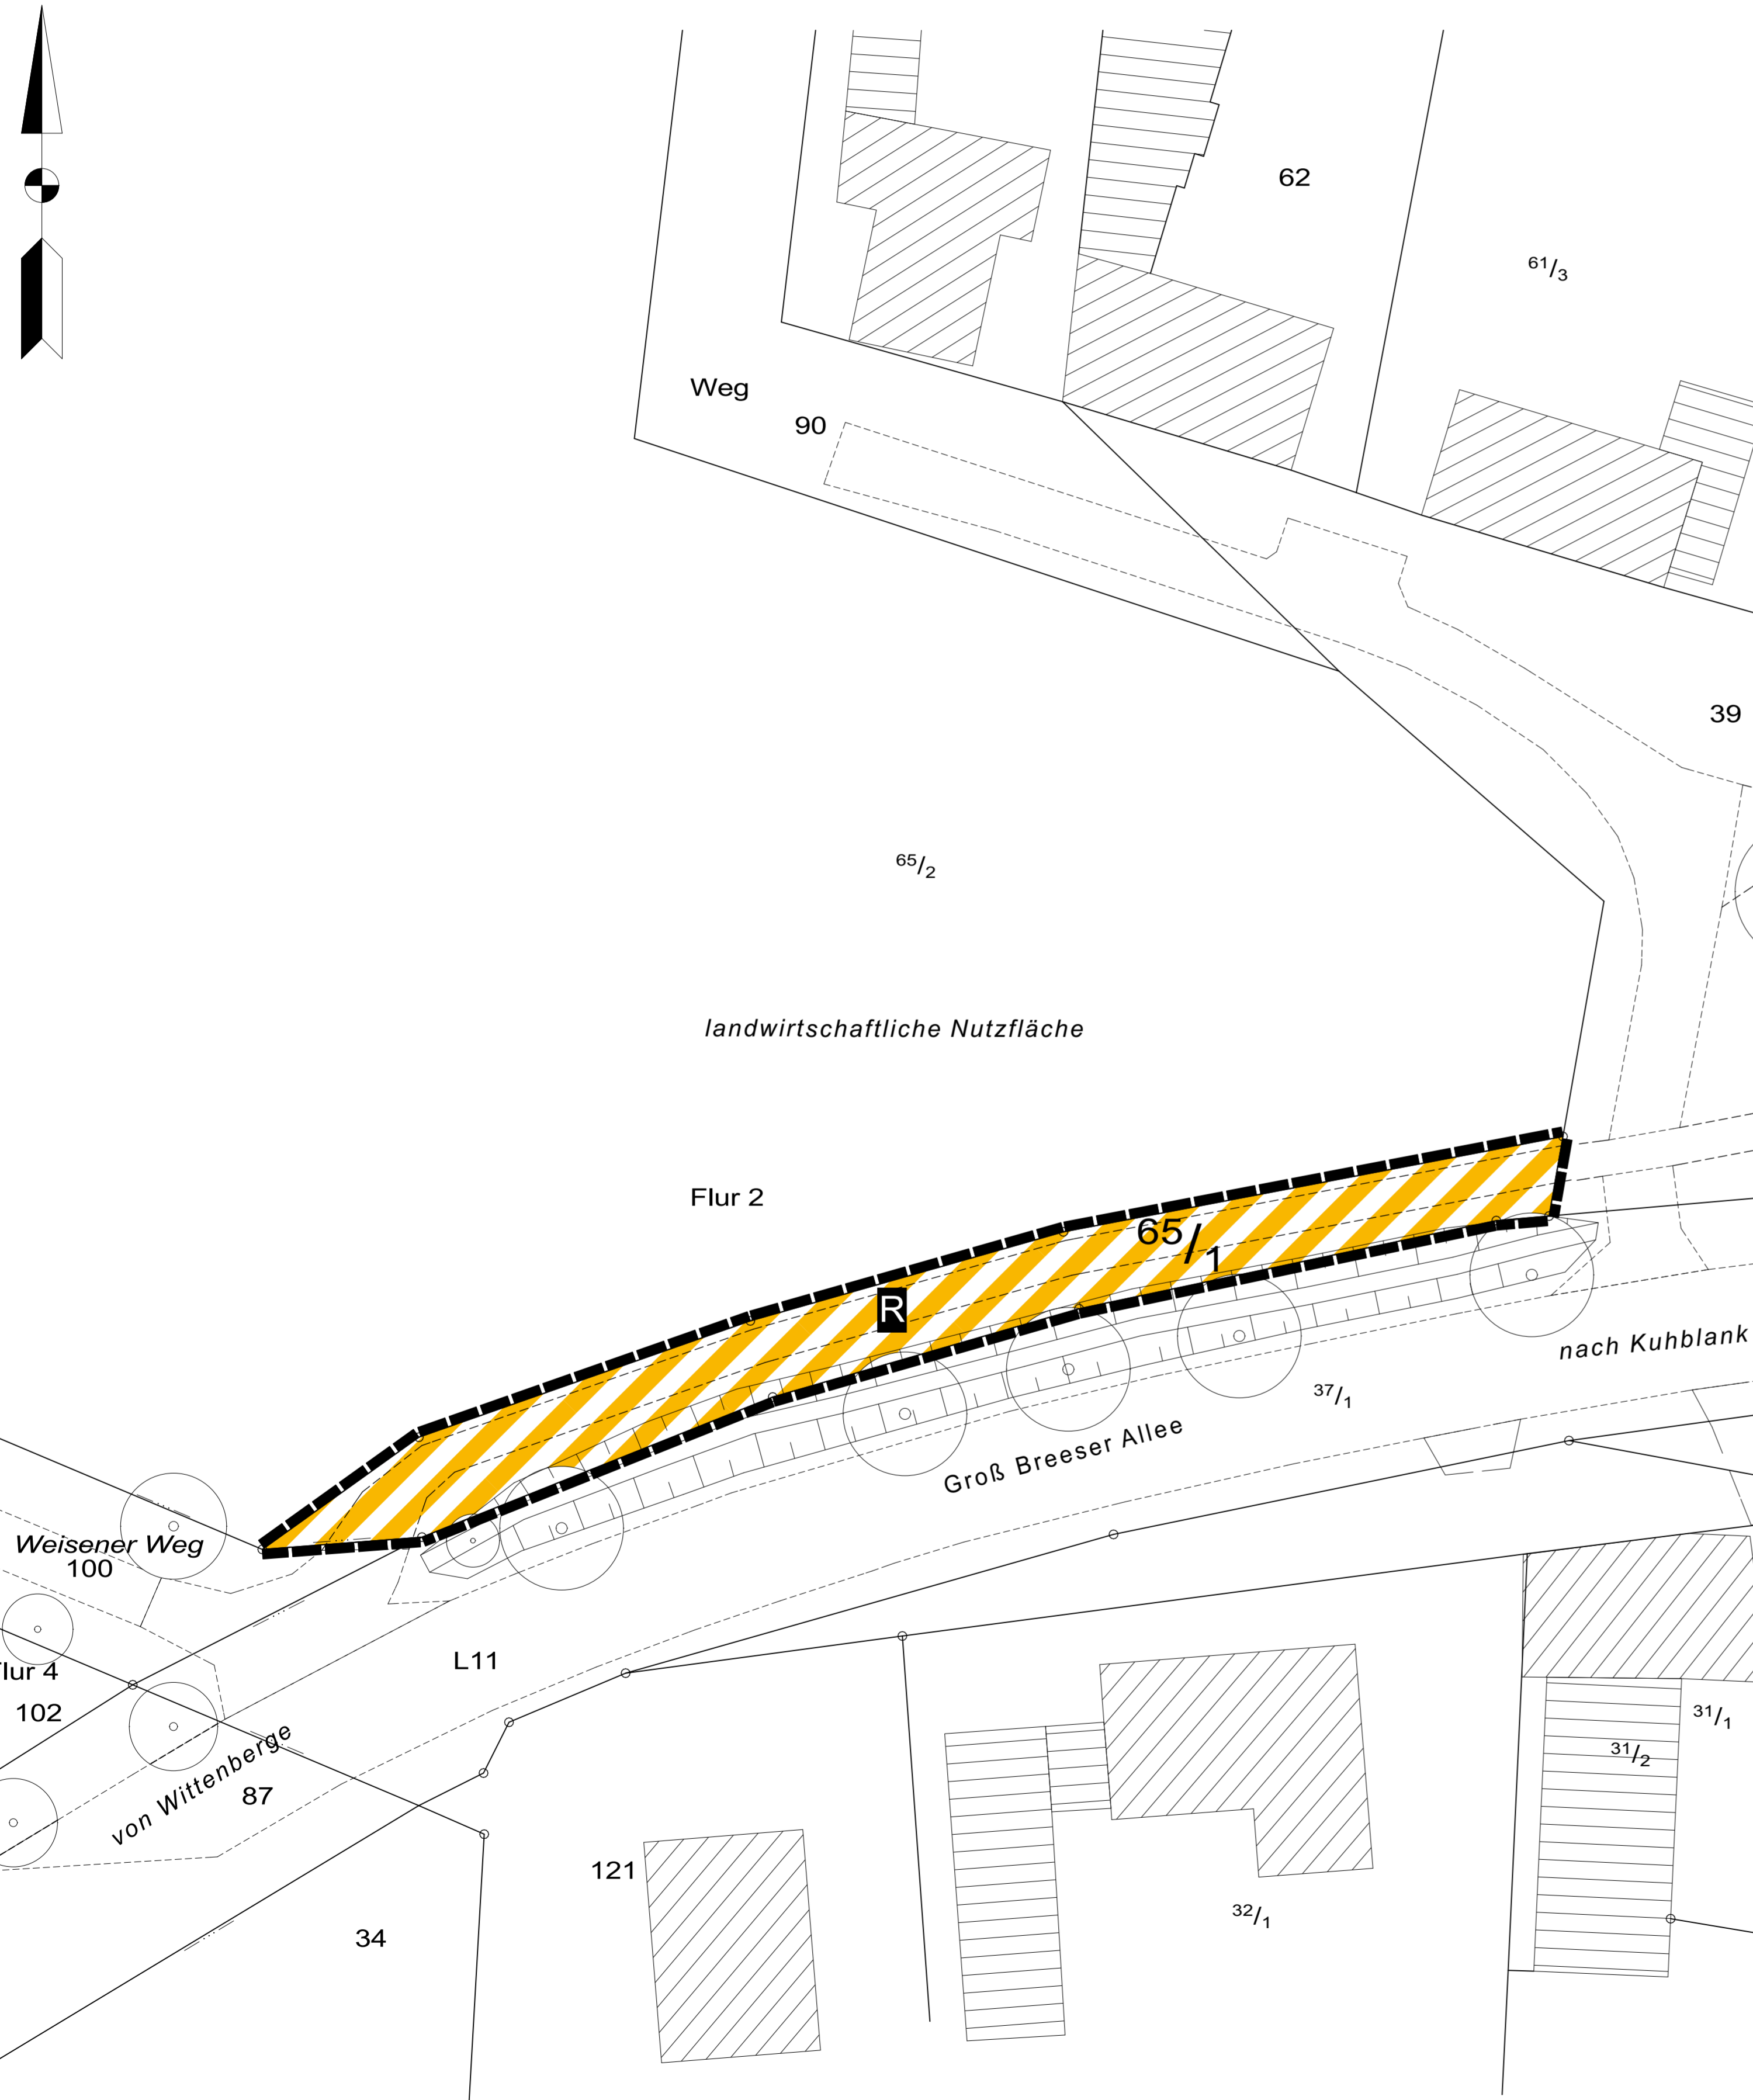 62
61/3
Weg
90
39
65/2
landwirtschaftliche Nutzfläche
Flur 2
65/1
R
nach Kuhblank
37/1
Groß Breeser Allee
Weisener Weg
100
L11
lur 4
102
31/1
31/2
von Wittenberge
87
121
32/1
34